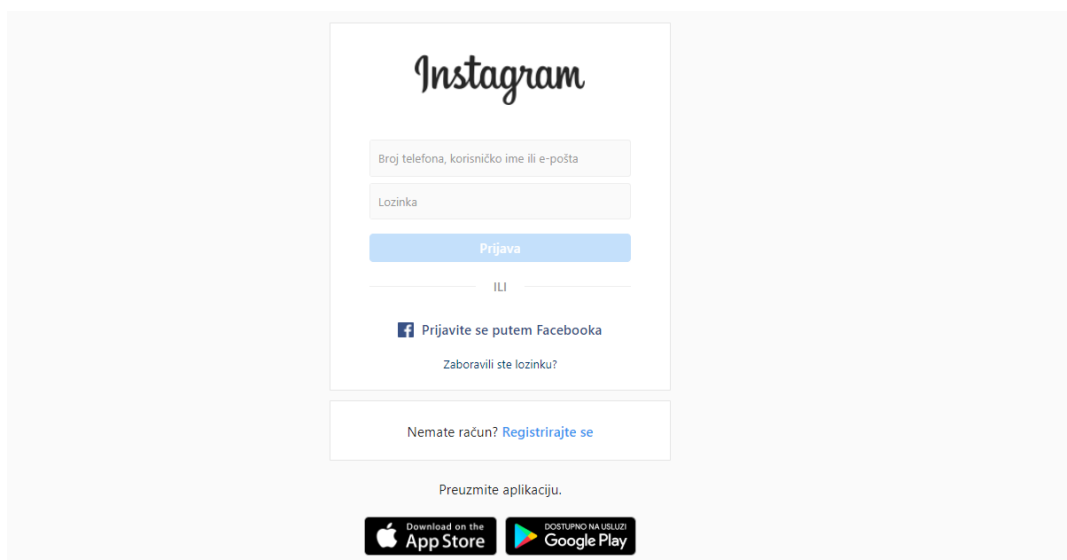 Instagram
Broj telefona, korisničko ime ili e-pošta
Lozinka
Prijava
ILI
Prijavite se putem Facebooka
Zaboravili ste lozinku?
Nemate račun? Registrirajte se
Preuzmite aplikaciju.
Download on the
App Store
DOSTUPNO NA USLUZI
Google Play